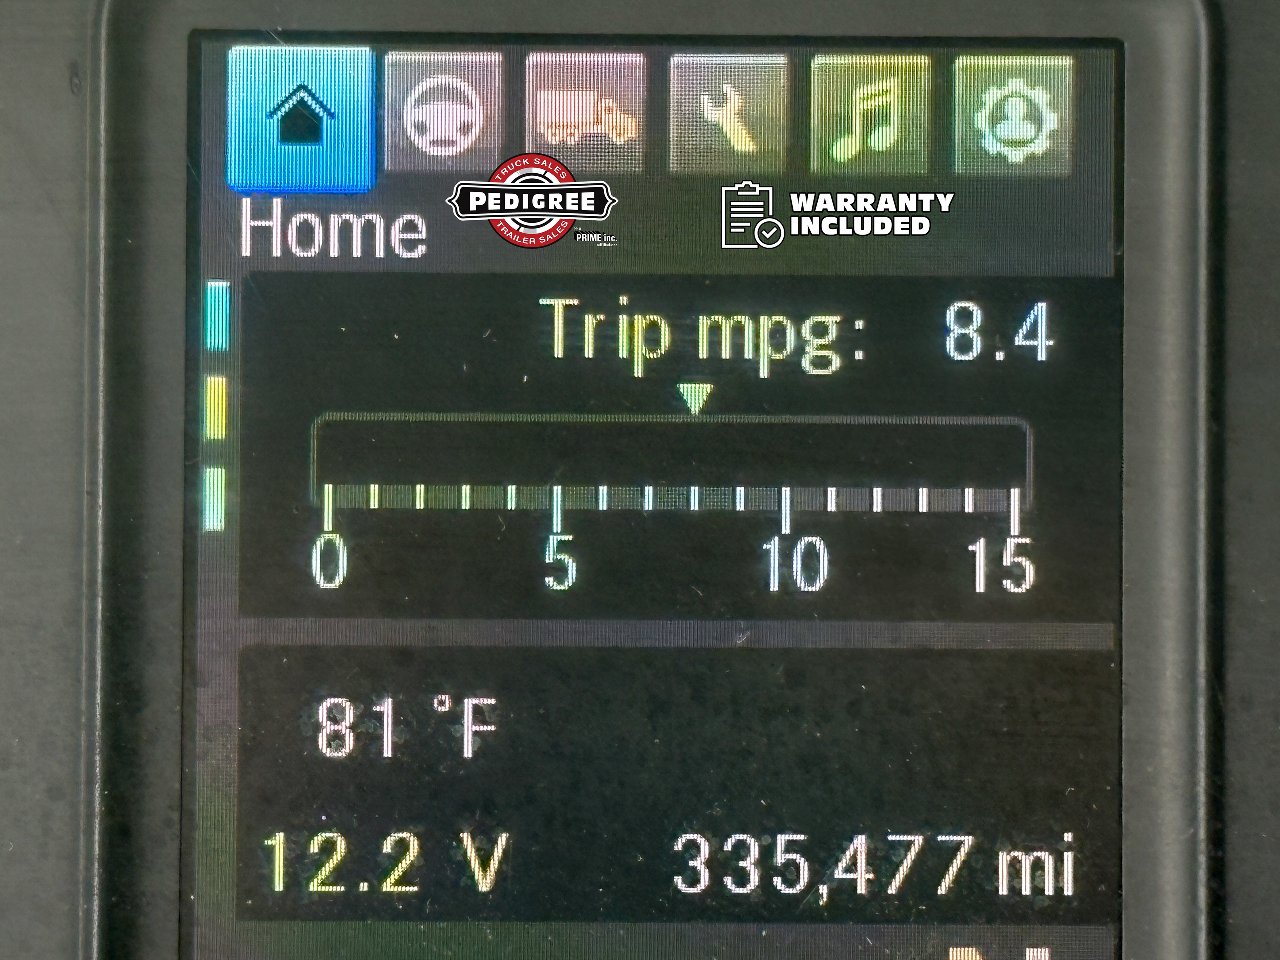 Home
TRUCK SALES
PEDIGREE
TRAILER SALES
PRIME inc.
WARRANTY
INCLUDED
Trip mpg: 8.4
0 5 10 15
81 °F
12.2 V 335,477 mi